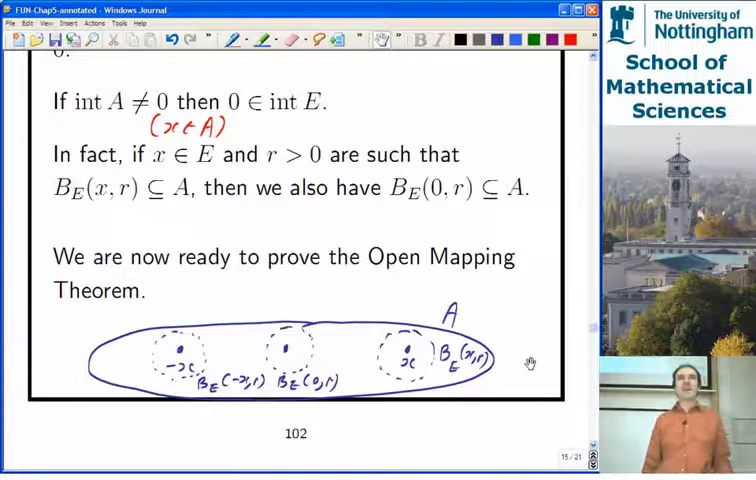 FUN-Chap5-annotated - Windows Journal
File Edit View Insert Actions Tools Help
B I
0.
If int A ≠ 0 then 0 ∈ int E.
(x ∈ A)
In fact, if x ∈ E and r > 0 are such that
B_E(x, r) ⊆ A, then we also have B_E(0, r) ⊆ A.
We are now ready to prove the Open Mapping
Theorem.
A
-x
x
B_E(-x,r)
B_E(0,r)
B_E(x,r)
102
15 / 21
The University of
Nottingham
School of
Mathematical
Sciences